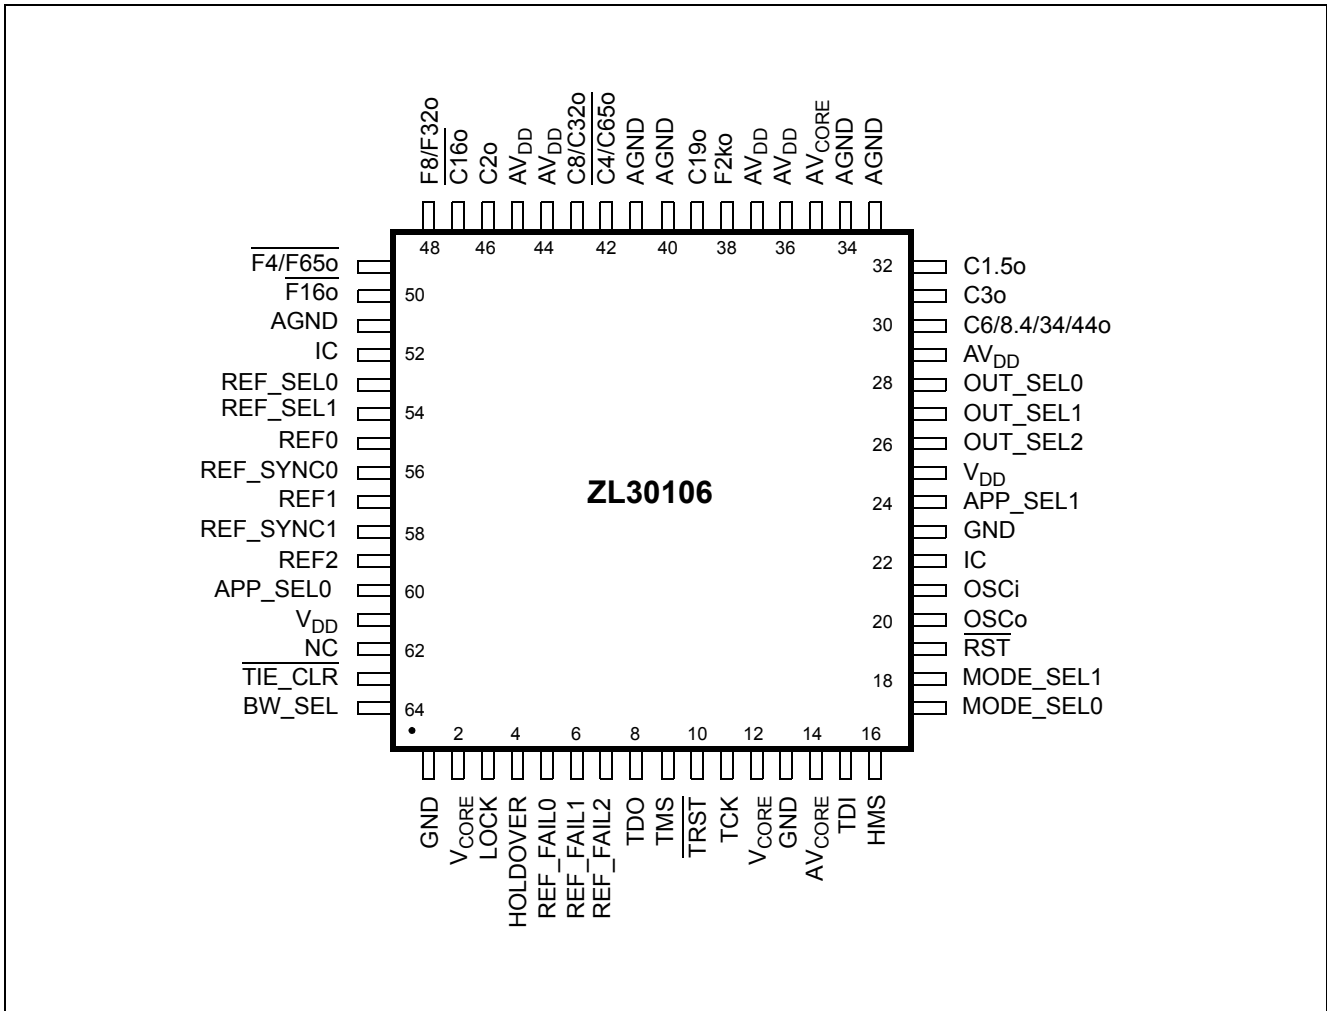 F8/F32o
C16o
C2o
AVDD
AVDD
C8/C32o
C4/C65o
AGND
AGND
C19o
F2ko
AVDD
AVDD
AVCORE
AGND
AGND
48 46 44 42 40 38 36 34
F4/F65o
F16o 50
AGND
IC 52
REF_SEL0
REF_SEL1 54
REF0
REF_SYNC0 56
REF1
REF_SYNC1 58
REF2
APP_SEL0 60
VDD
NC 62
TIE_CLR
BW_SEL 64
ZL30106
32 C1.5o
C3o
30 C6/8.4/34/44o
AVDD
28 OUT_SEL0
OUT_SEL1
26 OUT_SEL2
VDD
24 APP_SEL1
GND
22 IC
OSCi
20 OSCo
RST
18 MODE_SEL1
MODE_SEL0
2 4 6 8 10 12 14 16
GND
VCORE
LOCK
HOLDOVER
REF_FAIL0
REF_FAIL1
REF_FAIL2
TDO
TMS
TRST
TCK
VCORE
GND
AVCORE
TDI
HMS